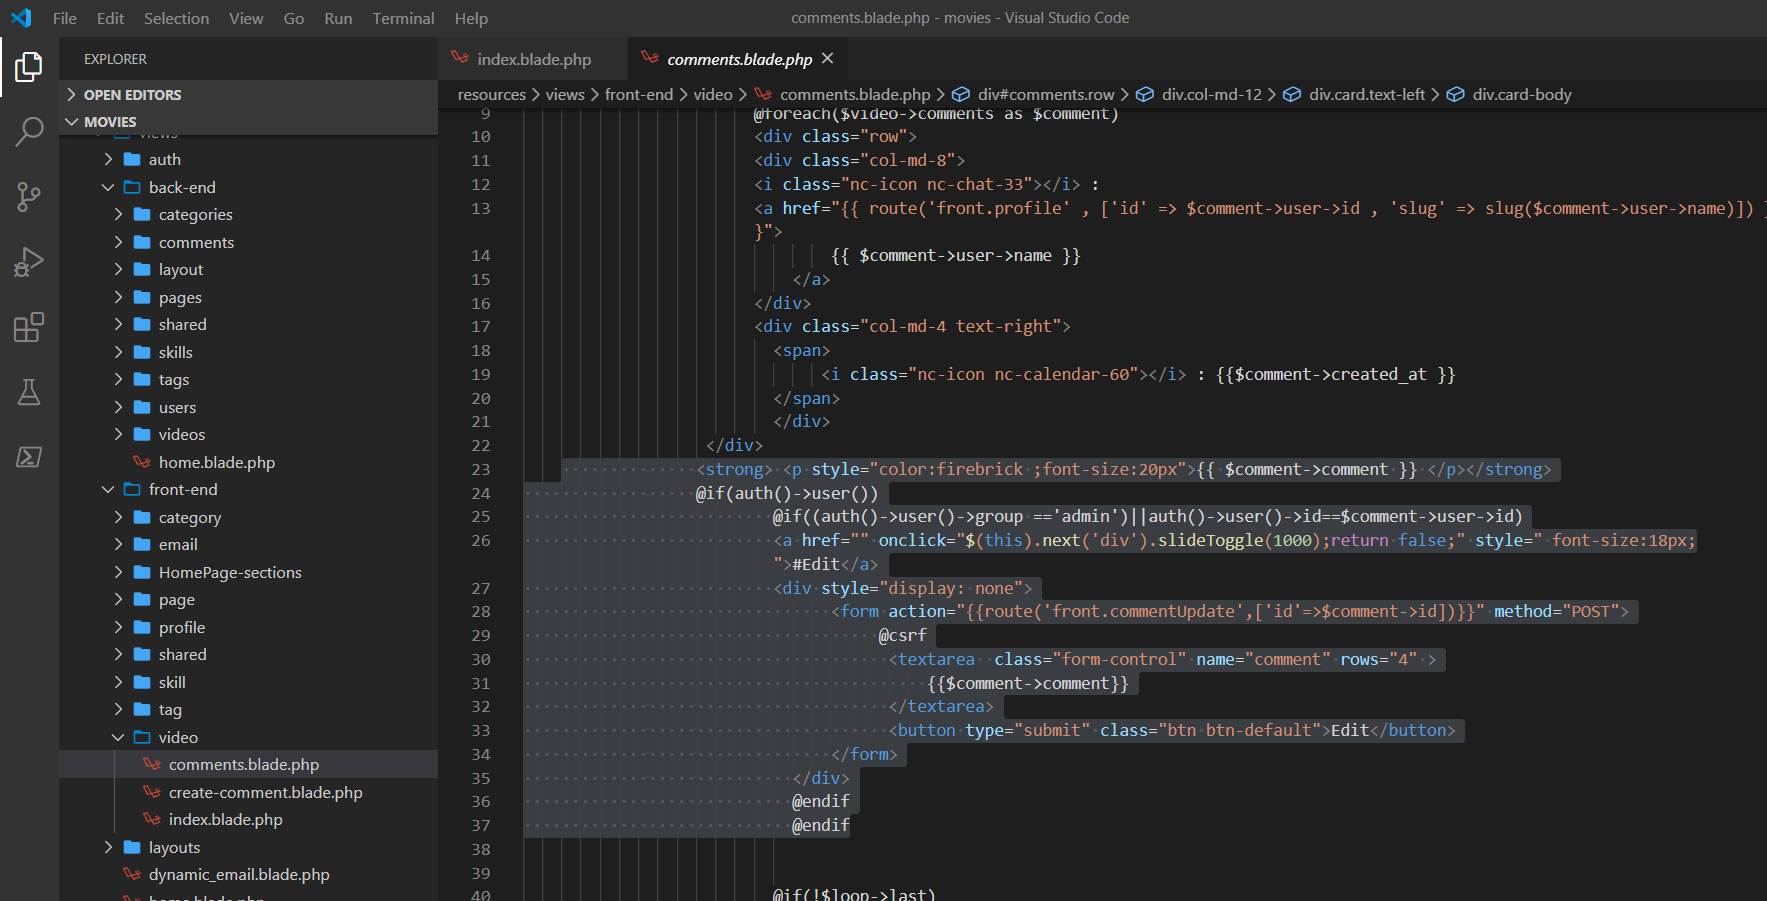 File Edit Selection View Go Run Terminal Help
comments.blade.php - movies - Visual Studio Code
EXPLORER
OPEN EDITORS
MOVIES
views
auth
back-end
categories
comments
layout
pages
shared
skills
tags
users
videos
home.blade.php
front-end
category
email
HomePage-sections
page
profile
shared
skill
tag
video
comments.blade.php
create-comment.blade.php
index.blade.php
layouts
dynamic_email.blade.php
home.blade.php
index.blade.php
comments.blade.php
resources > views > front-end > video > comments.blade.php > div#comments.row > div.col-md-12 > div.card.text-left > div.card-body
9 @foreach($video->comments as $comment)
10 <div class="row">
11 <div class="col-md-8">
12 <i class="nc-icon nc-chat-33"></i> :
13 <a href="{{ route('front.profile' , ['id' => $comment->user->id , 'slug' => slug($comment->user->name)]) }
}">
14 {{ $comment->user->name }}
15 </a>
16 </div>
17 <div class="col-md-4 text-right">
18 <span>
19 <i class="nc-icon nc-calendar-60"></i> : {{$comment->created_at }}
20 </span>
21 </div>
22 </div>
23 <strong> <p style="color:firebrick ;font-size:20px">{{ $comment->comment }} </p></strong>
24 @if(auth()->user())
25 @if((auth()->user()->group =='admin')||auth()->user()->id==$comment->user->id)
26 <a href="" onclick="$(this).next('div').slideToggle(1000);return false;" style=" font-size:18px;
">#Edit</a>
27 <div style="display: none">
28 <form action="{{route('front.commentUpdate',['id'=>$comment->id])}}" method="POST">
29 @csrf
30 <textarea  class="form-control" name="comment" rows="4" >
31 {{$comment->comment}}
32 </textarea>
33 <button type="submit" class="btn btn-default">Edit</button>
34 </form>
35 </div>
36 @endif
37 @endif
38
39
40 @if(!$loop->last)